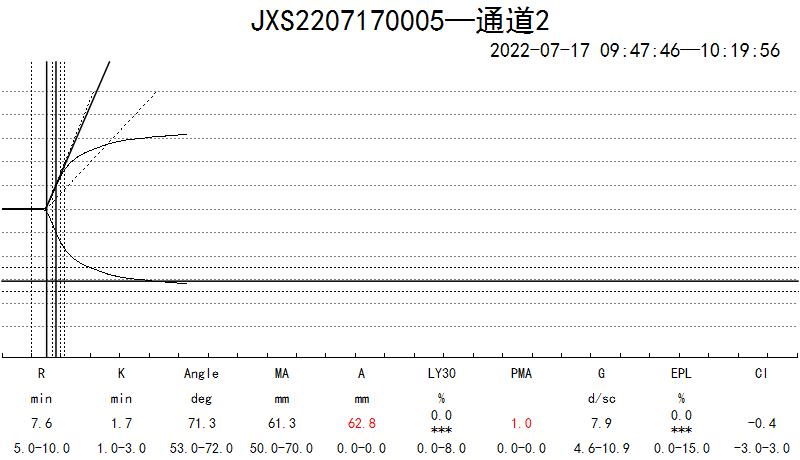 JXS2207170005—通道2
2022-07-17 09:47:46—10:19:56
R K Angle MA A LY30 PMA G EPL CI
min min deg mm mm % d/sc %
7.6 1.7 71.3 61.3 62.8 0.0 *** 1.0 7.9 0.0 *** -0.4
5.0-10.0 1.0-3.0 53.0-72.0 50.0-70.0 0.0-0.0 0.0-8.0 0.0-0.0 4.6-10.9 0.0-15.0 -3.0-3.0